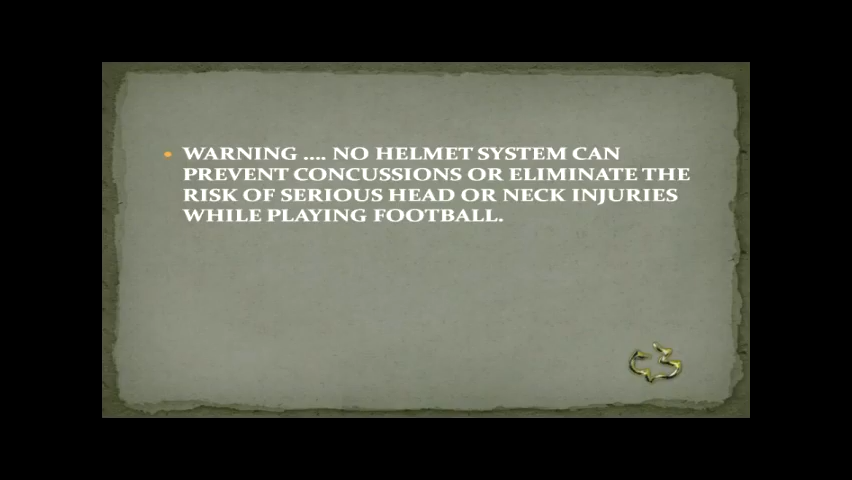 WARNING .... NO HELMET SYSTEM CAN
PREVENT CONCUSSIONS OR ELIMINATE THE
RISK OF SERIOUS HEAD OR NECK INJURIES
WHILE PLAYING FOOTBALL.